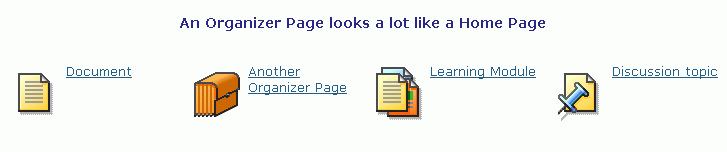 An Organizer Page looks a lot like a Home Page
Document
Another
Organizer Page
Learning Module
Discussion topic